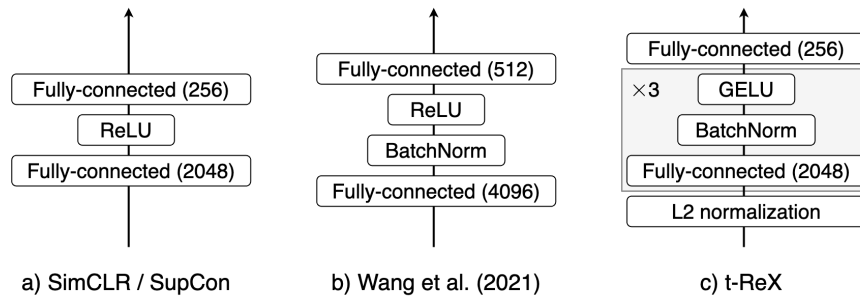 Fully-connected (256)
ReLU
Fully-connected (2048)
a) SimCLR / SupCon
Fully-connected (512)
ReLU
BatchNorm
Fully-connected (4096)
b) Wang et al. (2021)
Fully-connected (256)
×3
GELU
BatchNorm
Fully-connected (2048)
L2 normalization
c) t-ReX